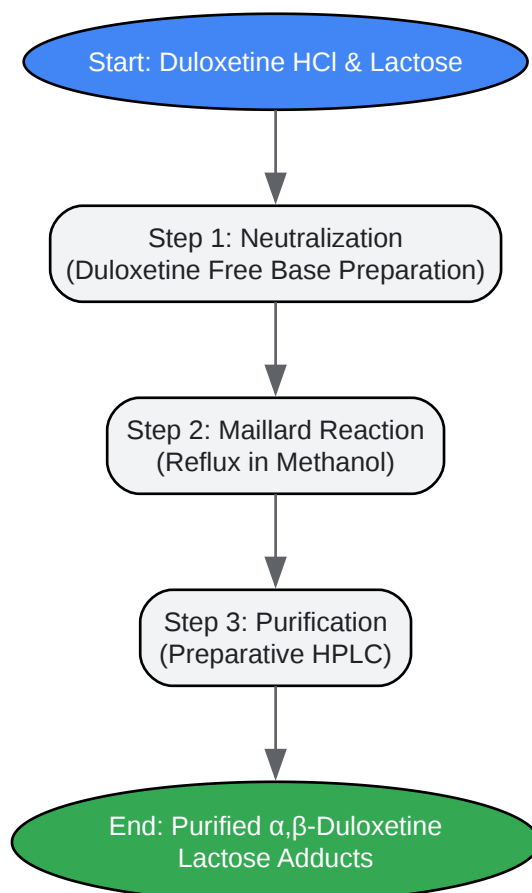 Start: Duloxetine HCl & Lactose
Step 1: Neutralization
(Duloxetine Free Base Preparation)
Step 2: Maillard Reaction
(Reflux in Methanol)
Step 3: Purification
(Preparative HPLC)
End: Purified α,β-Duloxetine
Lactose Adducts